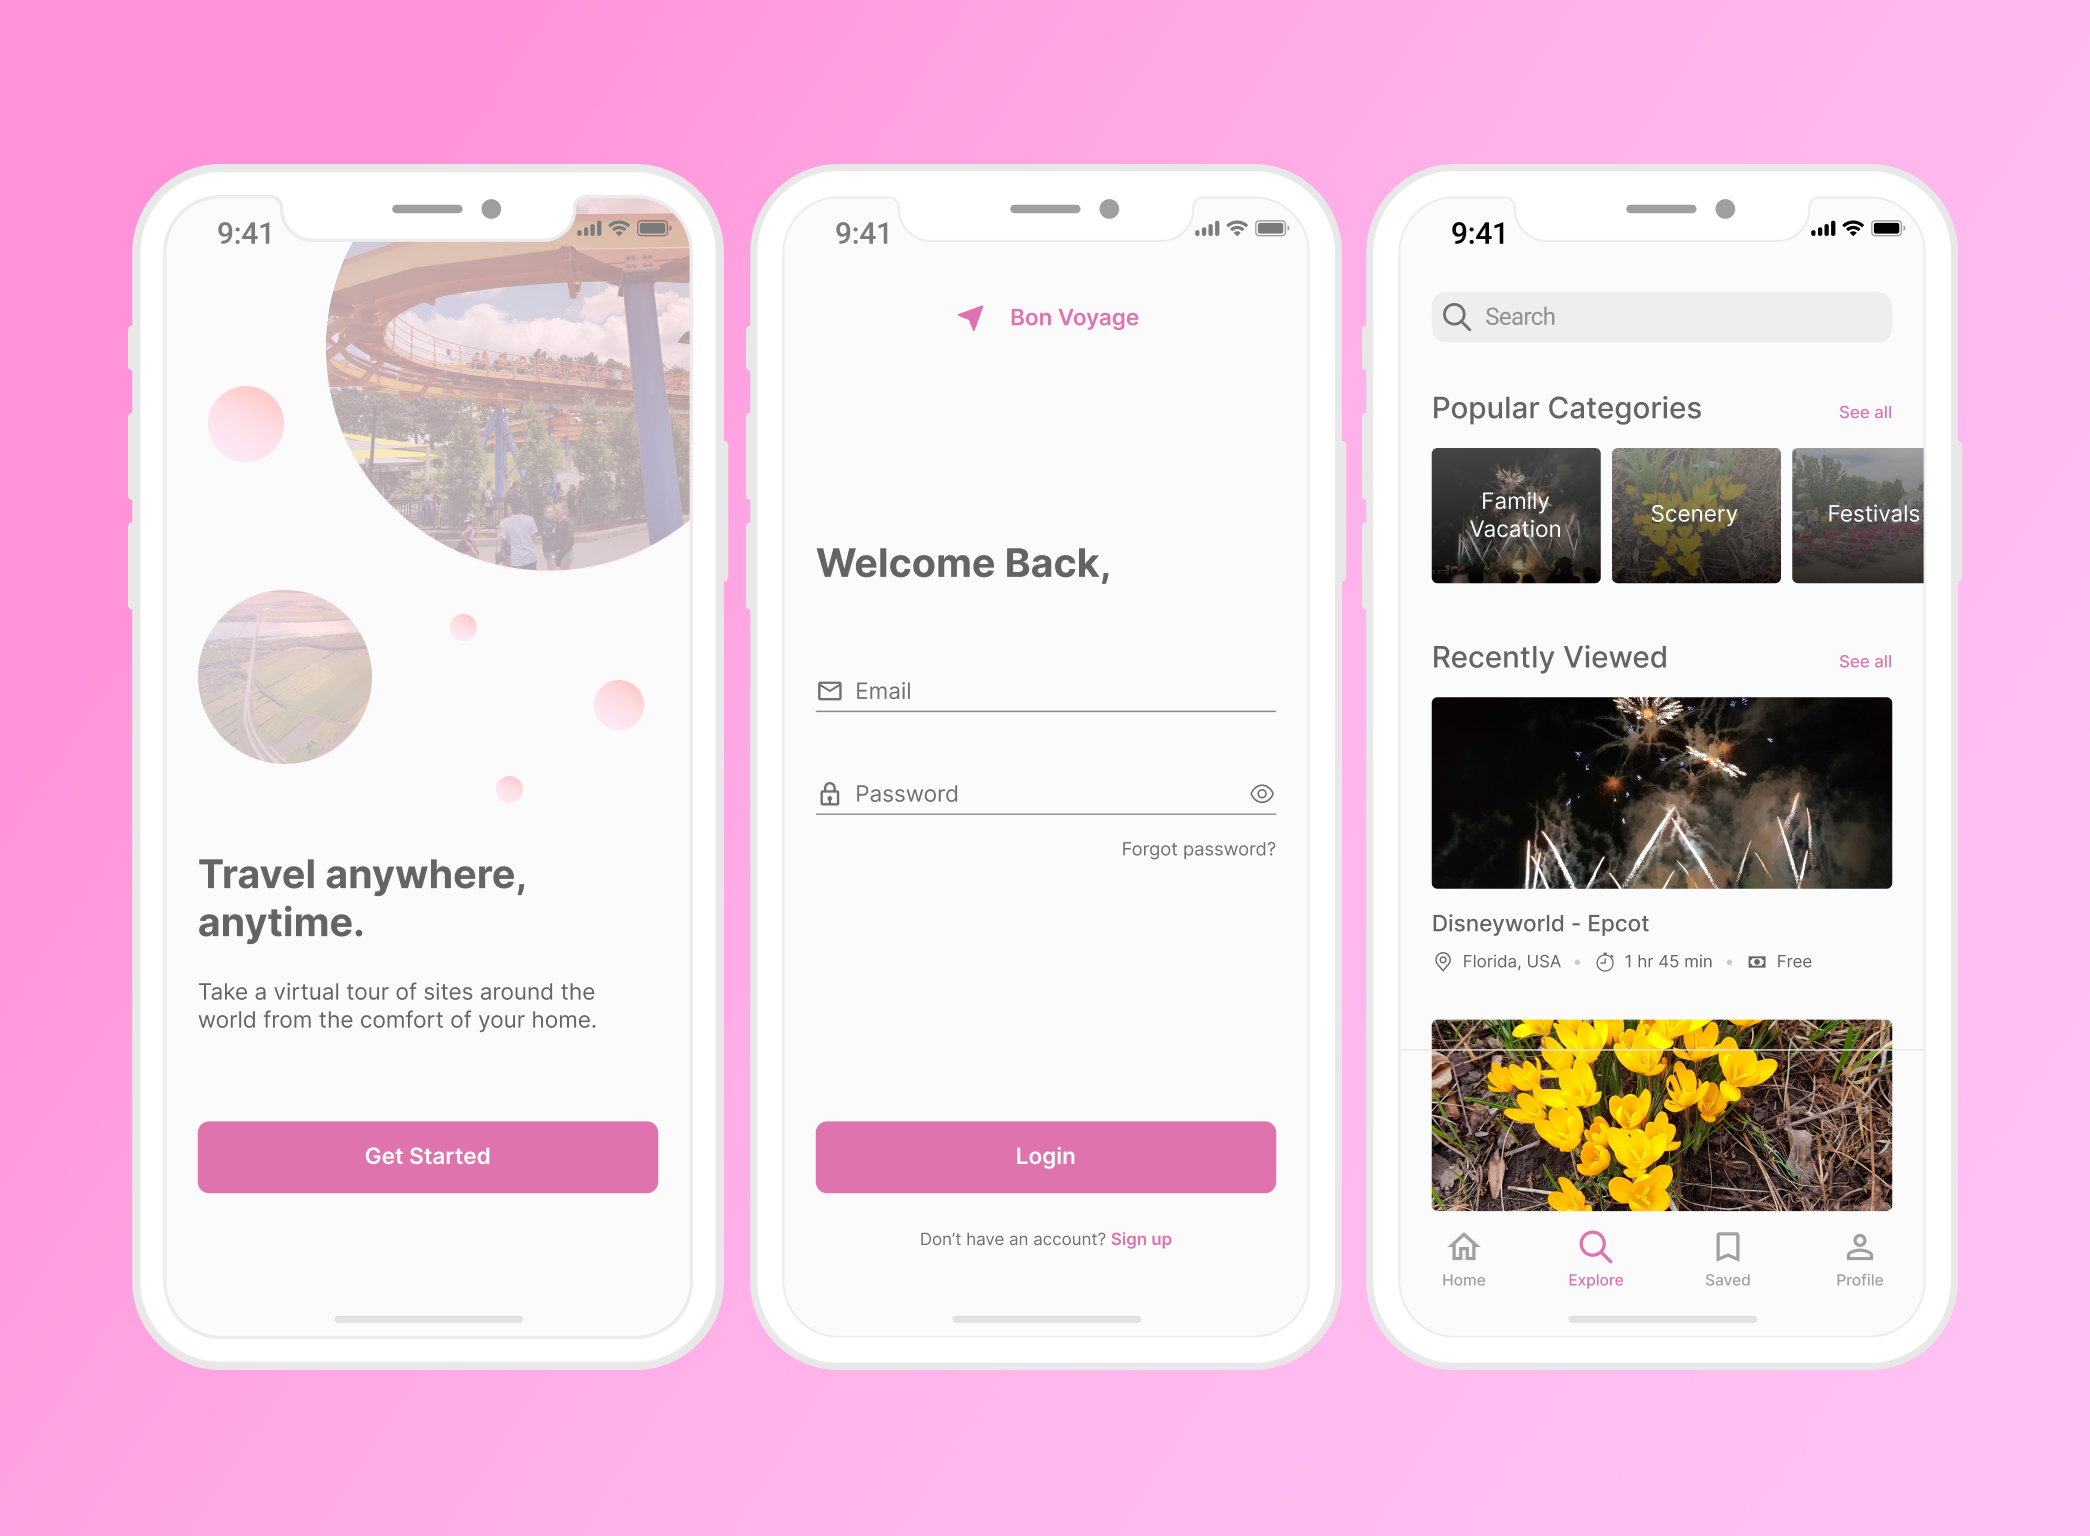 9:41
Travel anywhere,
anytime.
Take a virtual tour of sites around the
world from the comfort of your home.
Get Started
9:41
Bon Voyage
Welcome Back,
Email
Password
Forgot password?
Login
Don't have an account? Sign up
9:41
Search
Popular Categories
See all
Family
Vacation
Scenery
Festivals
Recently Viewed
See all
Disneyworld - Epcot
Florida, USA • 1 hr 45 min • Free
Home
Explore
Saved
Profile